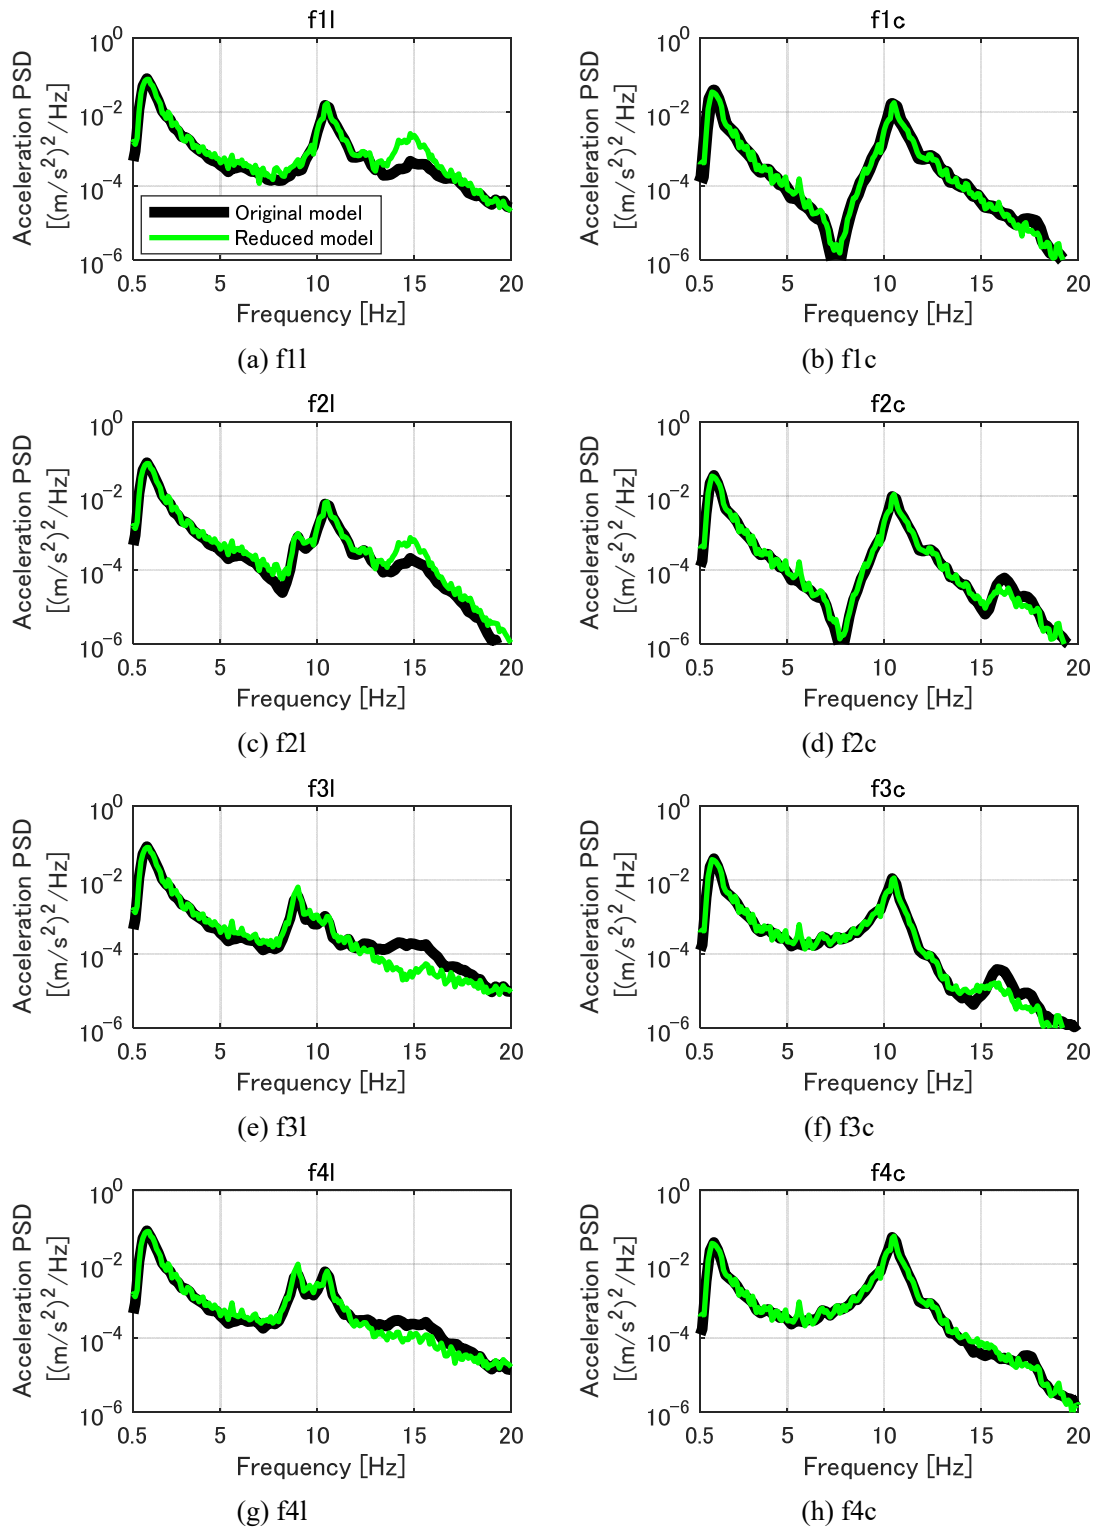 f1l
Acceleration PSD
[(m/s²)²/Hz]
10⁰
10⁻²
10⁻⁴
10⁻⁶
Original model
Reduced model
0.5 5 10 15 20
Frequency [Hz]
(a) f1l
f1c
Acceleration PSD
[(m/s²)²/Hz]
10⁰
10⁻²
10⁻⁴
10⁻⁶
0.5 5 10 15 20
Frequency [Hz]
(b) f1c
f2l
Acceleration PSD
[(m/s²)²/Hz]
10⁰
10⁻²
10⁻⁴
10⁻⁶
0.5 5 10 15 20
Frequency [Hz]
(c) f2l
f2c
Acceleration PSD
[(m/s²)²/Hz]
10⁰
10⁻²
10⁻⁴
10⁻⁶
0.5 5 10 15 20
Frequency [Hz]
(d) f2c
f3l
Acceleration PSD
[(m/s²)²/Hz]
10⁰
10⁻²
10⁻⁴
10⁻⁶
0.5 5 10 15 20
Frequency [Hz]
(e) f3l
f3c
Acceleration PSD
[(m/s²)²/Hz]
10⁰
10⁻²
10⁻⁴
10⁻⁶
0.5 5 10 15 20
Frequency [Hz]
(f) f3c
f4l
Acceleration PSD
[(m/s²)²/Hz]
10⁰
10⁻²
10⁻⁴
10⁻⁶
0.5 5 10 15 20
Frequency [Hz]
(g) f4l
f4c
Acceleration PSD
[(m/s²)²/Hz]
10⁰
10⁻²
10⁻⁴
10⁻⁶
0.5 5 10 15 20
Frequency [Hz]
(h) f4c